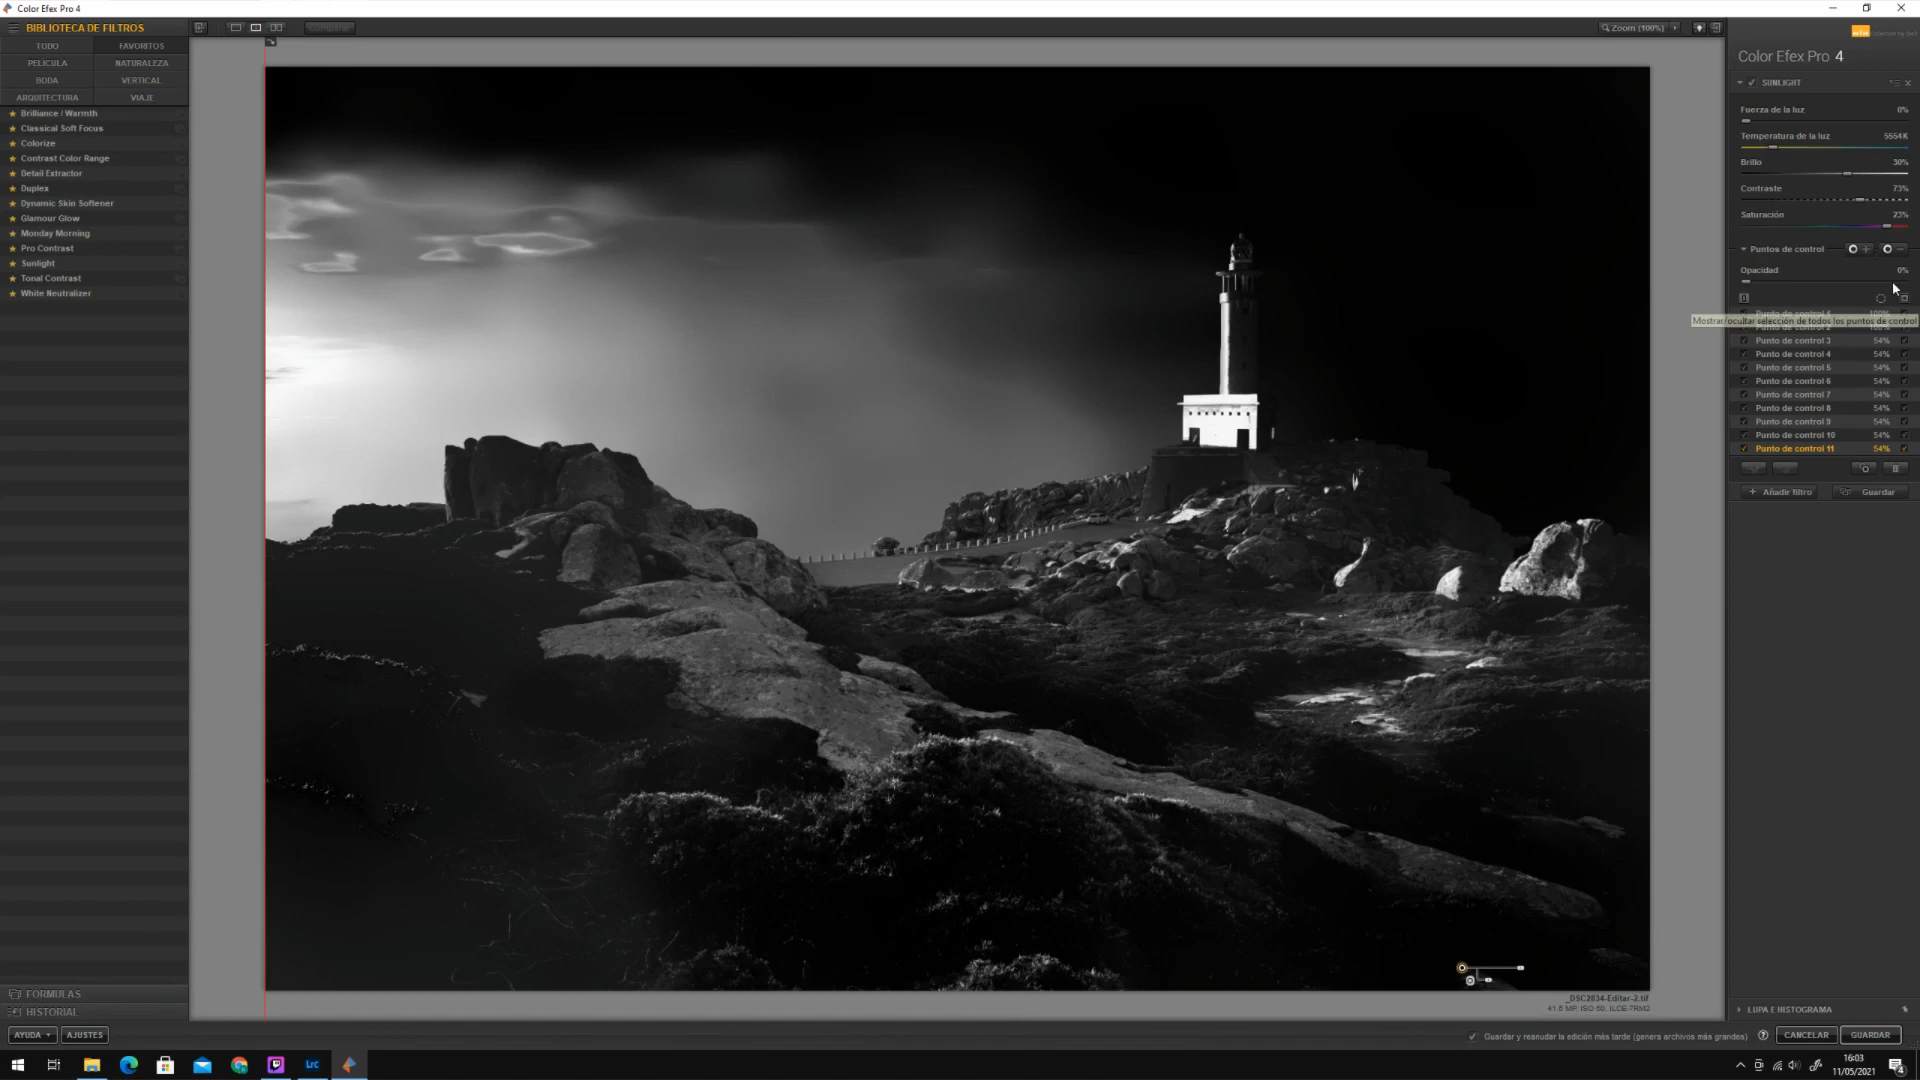 Color Efex Pro 4
BIBLIOTECA DE FILTROS
TODO
FAVORITOS
PELÍCULA
NATURALEZA
BODA
VERTICAL
ARQUITECTURA
VIAJE
Brilliance / Warmth
Classical Soft Focus
Colorize
Contrast Color Range
Detail Extractor
Duplex
Dynamic Skin Softener
Glamour Glow
Monday Morning
Pro Contrast
Sunlight
Tonal Contrast
White Neutralizer
FÓRMULAS
HISTORIAL
AYUDA
AJUSTES
Comparar
Zoom (100%)
_DSC2834-Editar-2.tif
Color Efex Pro 4
SUNLIGHT
Fuerza de la luz 0%
Temperatura de la luz 5554K
Brillo 30%
Contraste 73%
Saturación 23%
Puntos de control
Opacidad 0%
Mostrar/ocultar selección de todos los puntos de control
Punto de control 3 54%
Punto de control 4 54%
Punto de control 5 54%
Punto de control 6 54%
Punto de control 7 54%
Punto de control 8 54%
Punto de control 9 54%
Punto de control 10 54%
Punto de control 11 54%
Añadir filtro
Guardar
LUPA E HISTOGRAMA
Guardar y reanudar la edición más tarde (genera archivos más grandes)
CANCELAR
GUARDAR
Lrc
16:03
11/05/2021
4